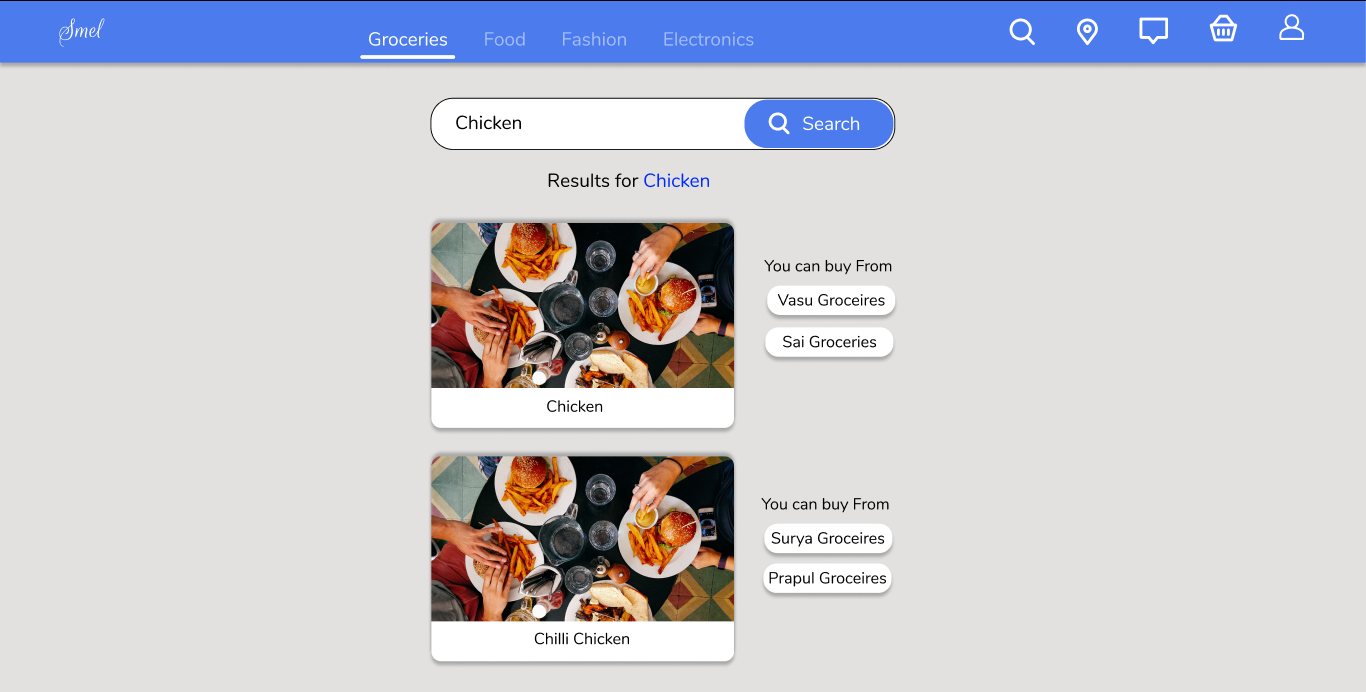 Smel
Groceries Food Fashion Electronics
Chicken Search
Results for Chicken
You can buy From
Vasu Groceires
Sai Groceries
Chicken
You can buy From
Surya Groceires
Prapul Groceires
Chilli Chicken